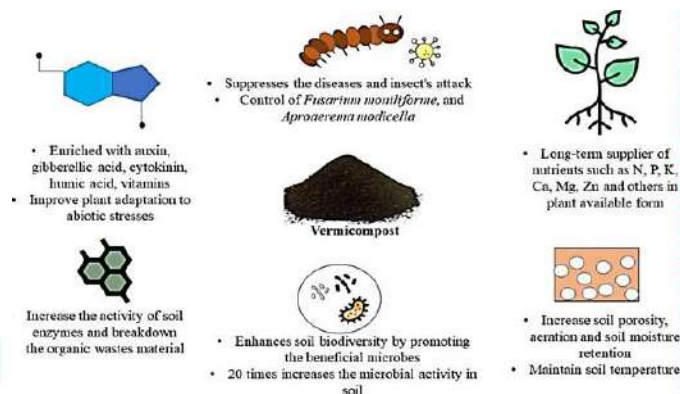 • Suppresses the diseases and insect's attack
• Control of Fusarium moniliforme, and
Aproaerema modicella
• Enriched with auxin,
gibberellic acid, cytokinin,
humic acid, vitamins
• Improve plant adaptation to
abiotic stresses
• Long-term supplier of
nutrients such as N, P, K,
Ca, Mg, Zn and others in
plant available form
Vermicompost
Increase the activity of soil
enzymes and breakdown
the organic wastes material
• Enhances soil biodiversity by promoting
the beneficial microbes
• 20 times increases the microbial activity in
soil
• Increase soil porosity,
aeration and soil moisture
retention
• Maintain soil temperature